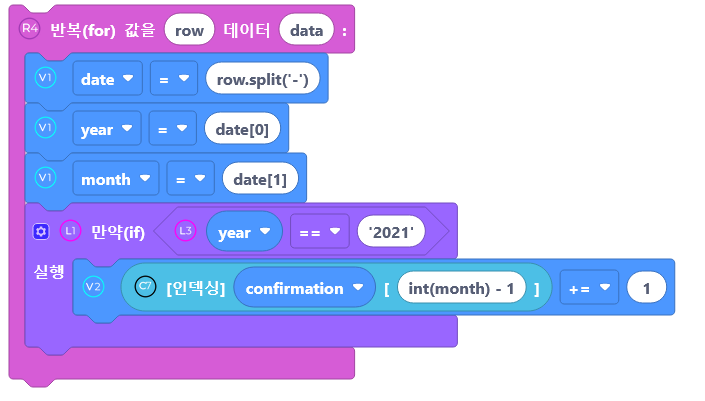 R4 반복(for) 값을 row 데이터 data :
V1 date = row.split('-')
V1 year = date[0]
V1 month = date[1]
L1 만약(if) L3 year == '2021'
실행 V2 C7 [인덱싱] confirmation [ int(month) - 1 ] += 1